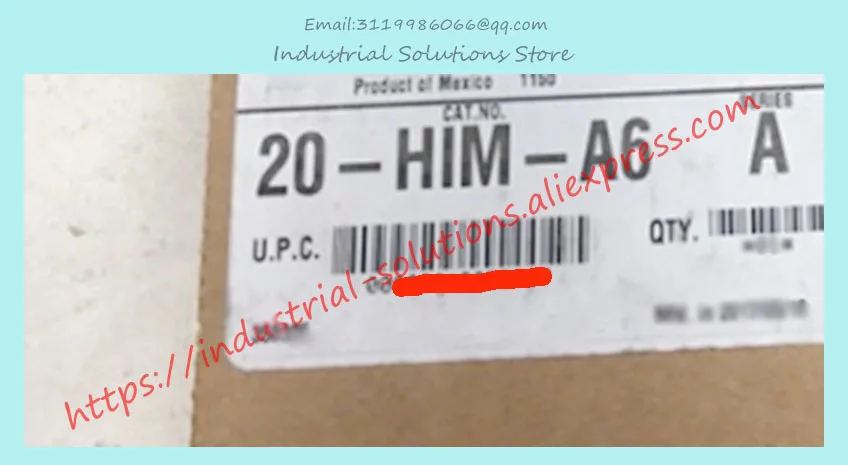 Email:3119986066@qq.com
Industrial Solutions Store
Product of Mexico 1150
CAT.NO. SERIES
20-HIM-A6 A
U.P.C. QTY.
https://industrial-solutions.aliexpress.com